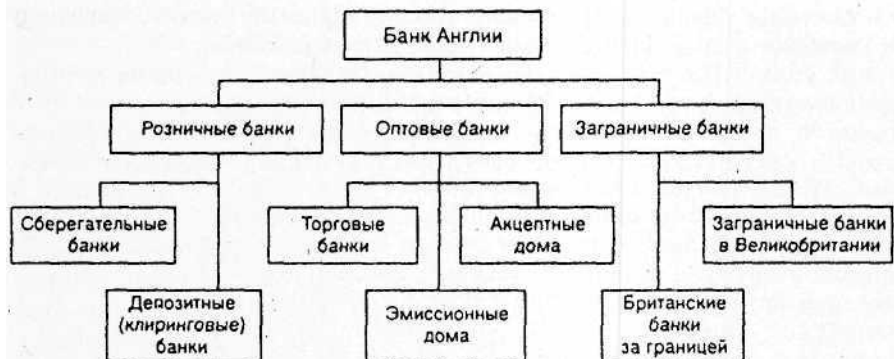 Банк Англии
Розничные банки
Оптовые банки
Заграничные банки
Сберегательные
банки
Торговые
банки
Акцептные
дома
Заграничные банки
в Великобритании
Депозитные
(клиринговые)
банки
Эмиссионные
дома
Британские
банки
за границей